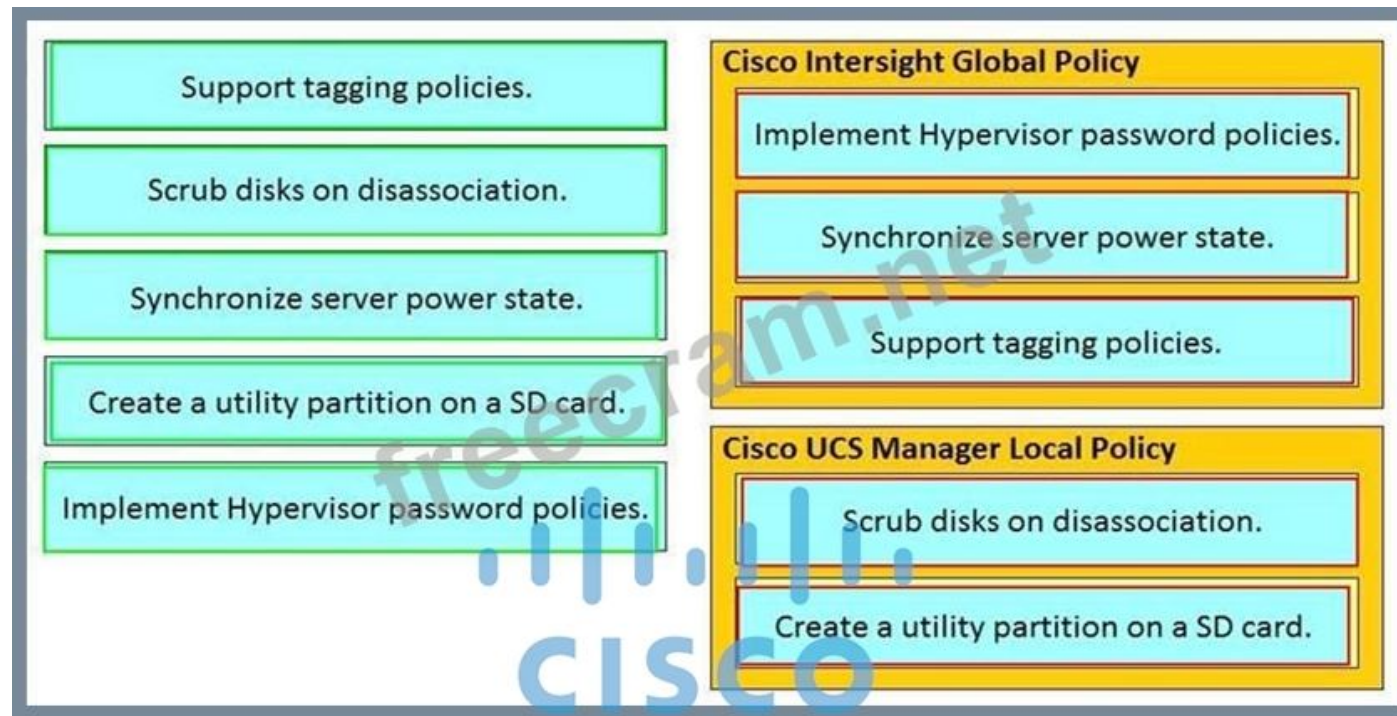 Support tagging policies.
Scrub disks on disassociation.
Synchronize server power state.
Create a utility partition on a SD card.
Implement Hypervisor password policies.
Cisco Intersight Global Policy
Implement Hypervisor password policies.
Synchronize server power state.
Support tagging policies.
Cisco UCS Manager Local Policy
Scrub disks on disassociation.
Create a utility partition on a SD card.
freecram.net
CISCO